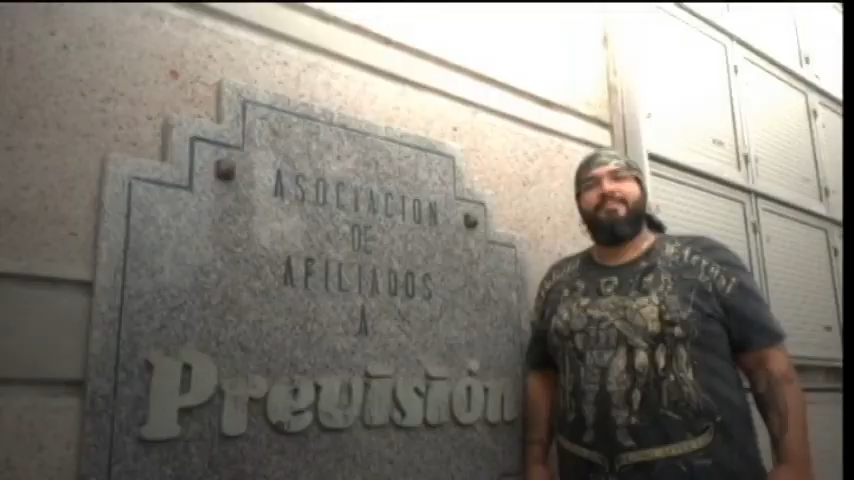 ASOCIACION
DE
AFILIADOS
A
Previsión